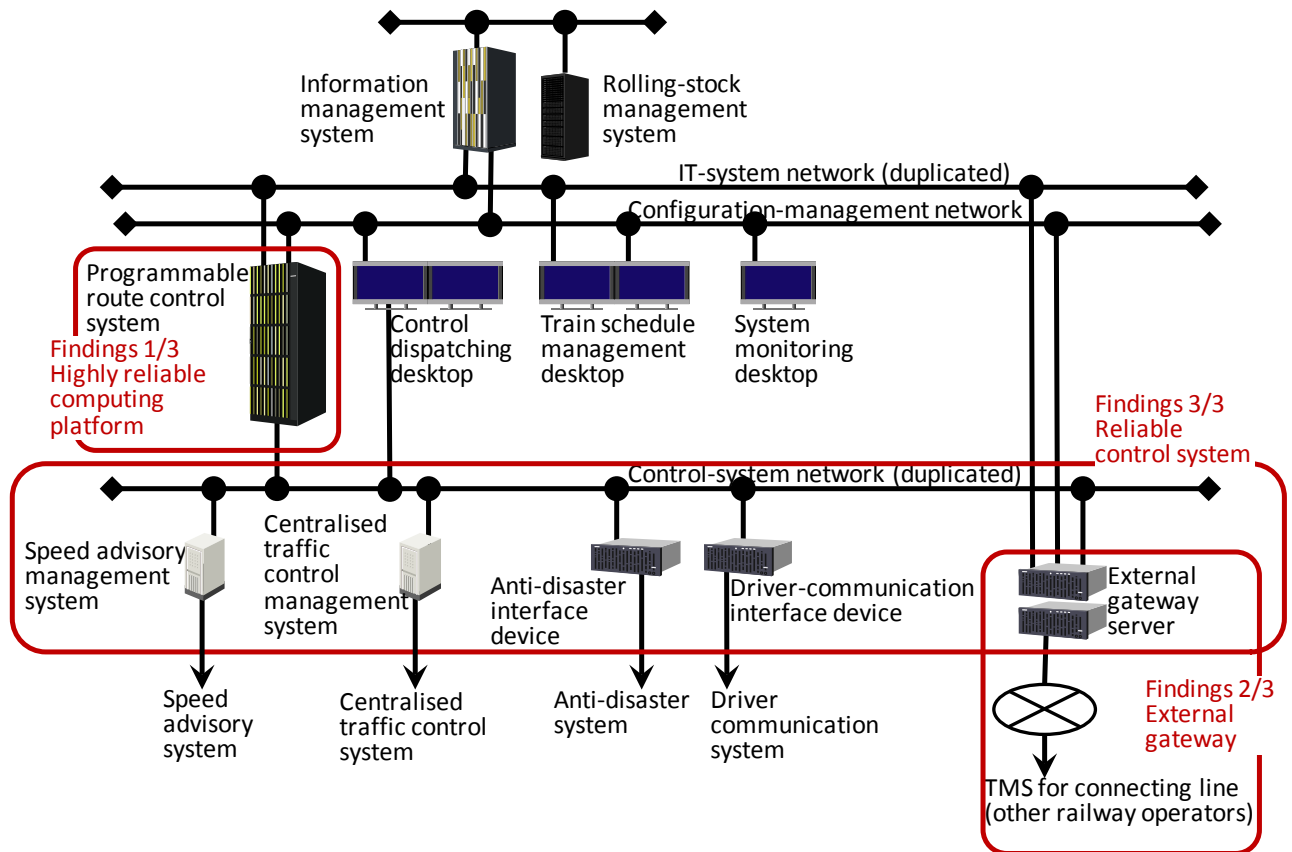 Information
management
system
Rolling-stock
management
system
IT-system network (duplicated)
Configuration-management network
Programmable
route control
system
Findings 1/3
Highly reliable
computing
platform
Control
dispatching
desktop
Train schedule
management
desktop
System
monitoring
desktop
Findings 3/3
Reliable
control system
Control-system network (duplicated)
Speed advisory
management
system
Centralised
traffic
control
management
system
Anti-disaster
interface
device
Driver-communication
interface device
External
gateway
server
Speed
advisory
system
Centralised
traffic control
system
Anti-disaster
system
Driver
communication
system
Findings 2/3
External
gateway
TMS for connecting line
(other railway operators)